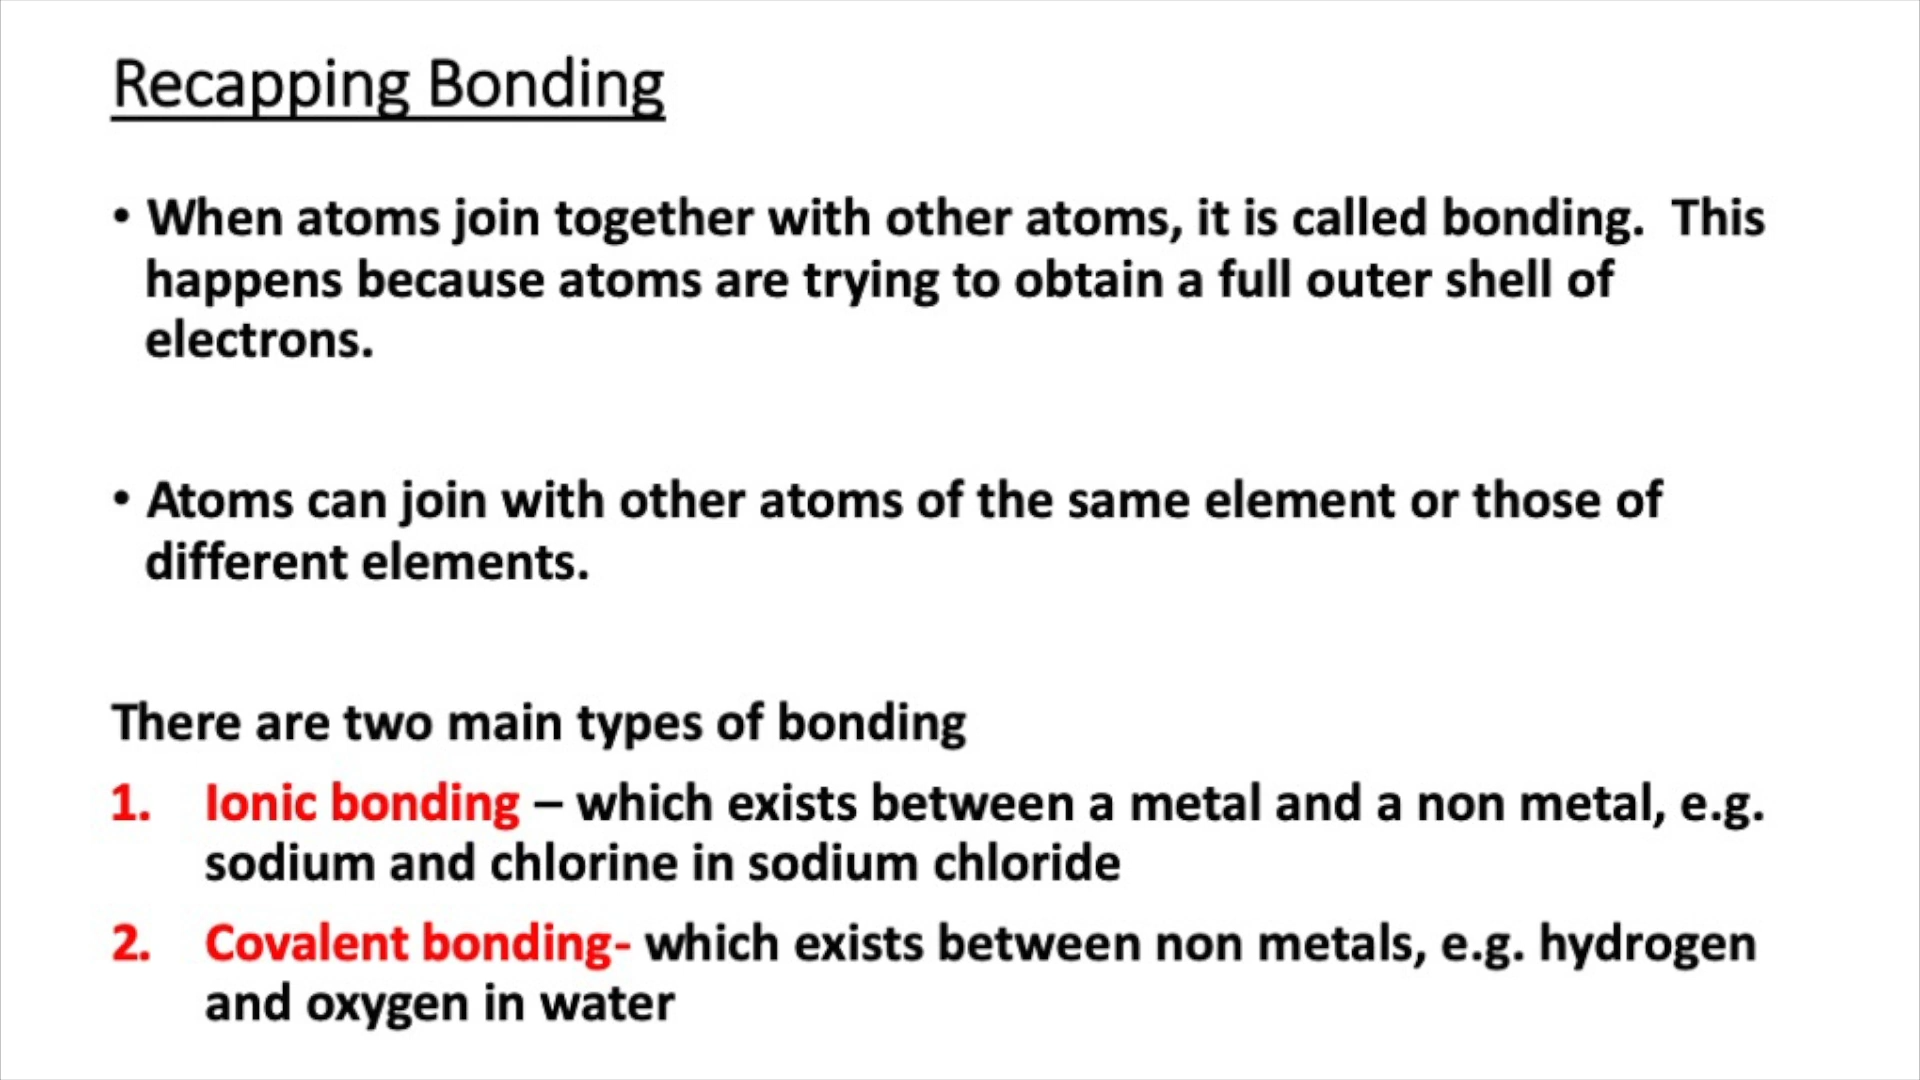 Recapping Bonding
• When atoms join together with other atoms, it is called bonding.  This
happens because atoms are trying to obtain a full outer shell of
electrons.
• Atoms can join with other atoms of the same element or those of
different elements.
There are two main types of bonding
1. Ionic bonding – which exists between a metal and a non metal, e.g.
sodium and chlorine in sodium chloride
2. Covalent bonding- which exists between non metals, e.g. hydrogen
and oxygen in water